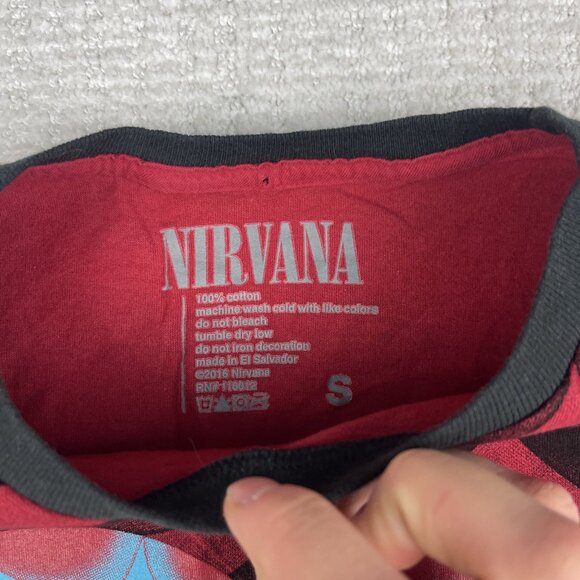 NIRVANA
100% cotton
machine wash cold with like colors
do not bleach
tumble dry low
do not iron decoration
made in El Salvador
©2016 Nirvana
S